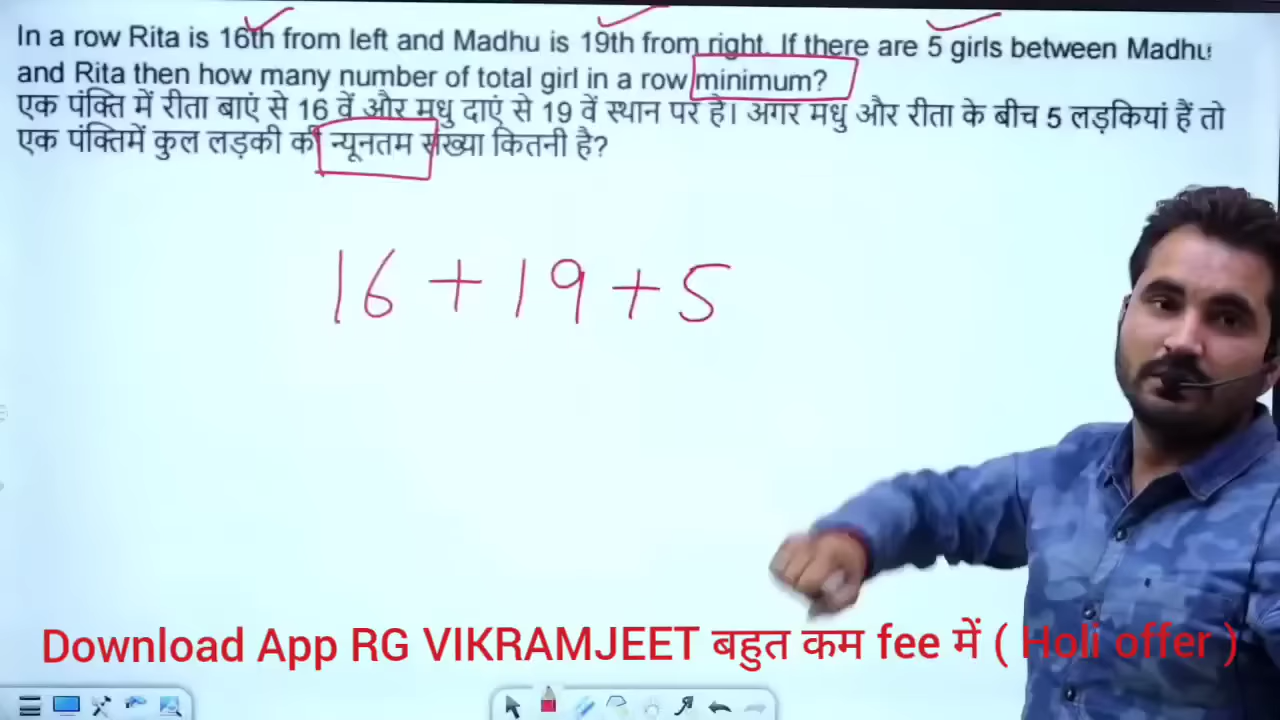 In a row Rita is 16th from left and Madhu is 19th from right. If there are 5 girls between Madhu
and Rita then how many number of total girl in a row minimum?
एक पंक्ति में रीता बाएं से 16 वें और मधु दाएं से 19 वें स्थान पर है। अगर मधु और रीता के बीच 5 लड़कियां हैं तो
एक पंक्तिमें कुल लड़की की न्यूनतम संख्या कितनी है?
16 + 19 + 5
Download App RG VIKRAMJEET बहुत कम fee में ( Holi offer )